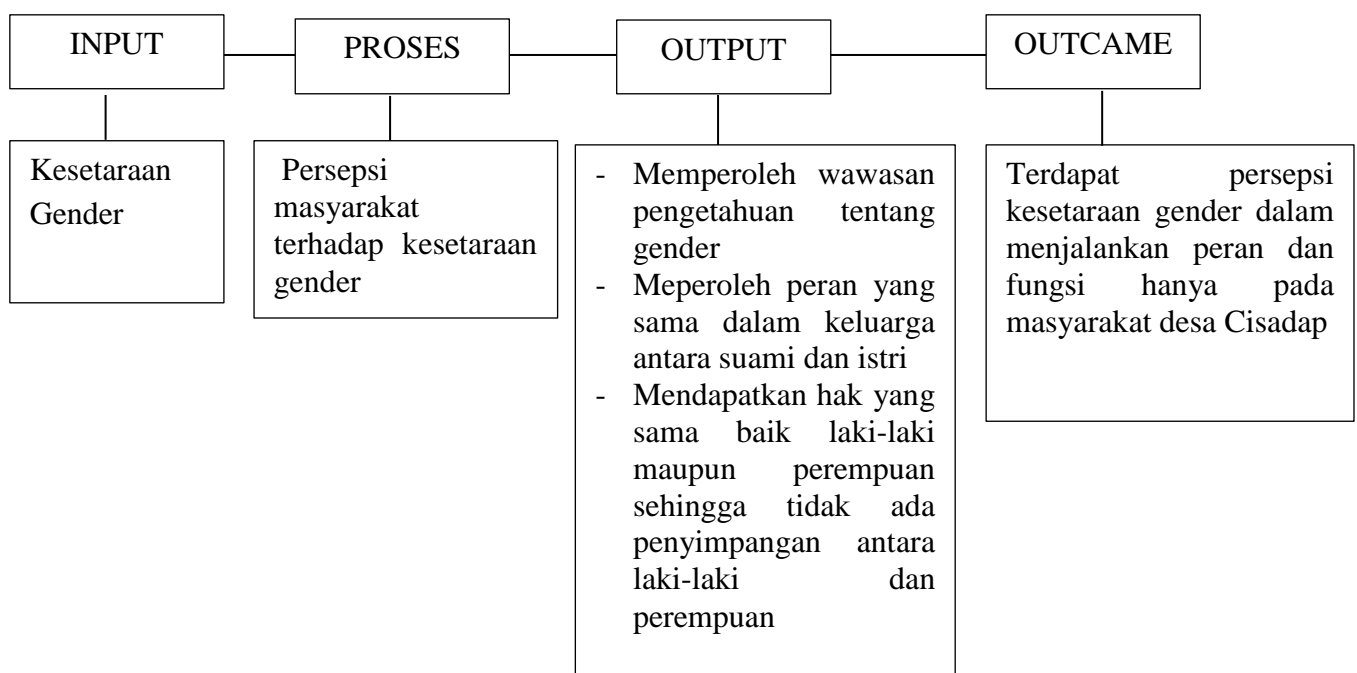 INPUT
PROSES
OUTPUT
OUTCAME
Kesetaraan
Gender
Persepsi
masyarakat
terhadap kesetaraan
gender
- Memperoleh wawasan
pengetahuan tentang
gender
- Meperoleh peran yang
sama dalam keluarga
antara suami dan istri
- Mendapatkan hak yang
sama baik laki-laki
maupun perempuan
sehingga tidak ada
penyimpangan antara
laki-laki dan
perempuan
Terdapat persepsi
kesetaraan gender dalam
menjalankan peran dan
fungsi hanya pada
masyarakat desa Cisadap